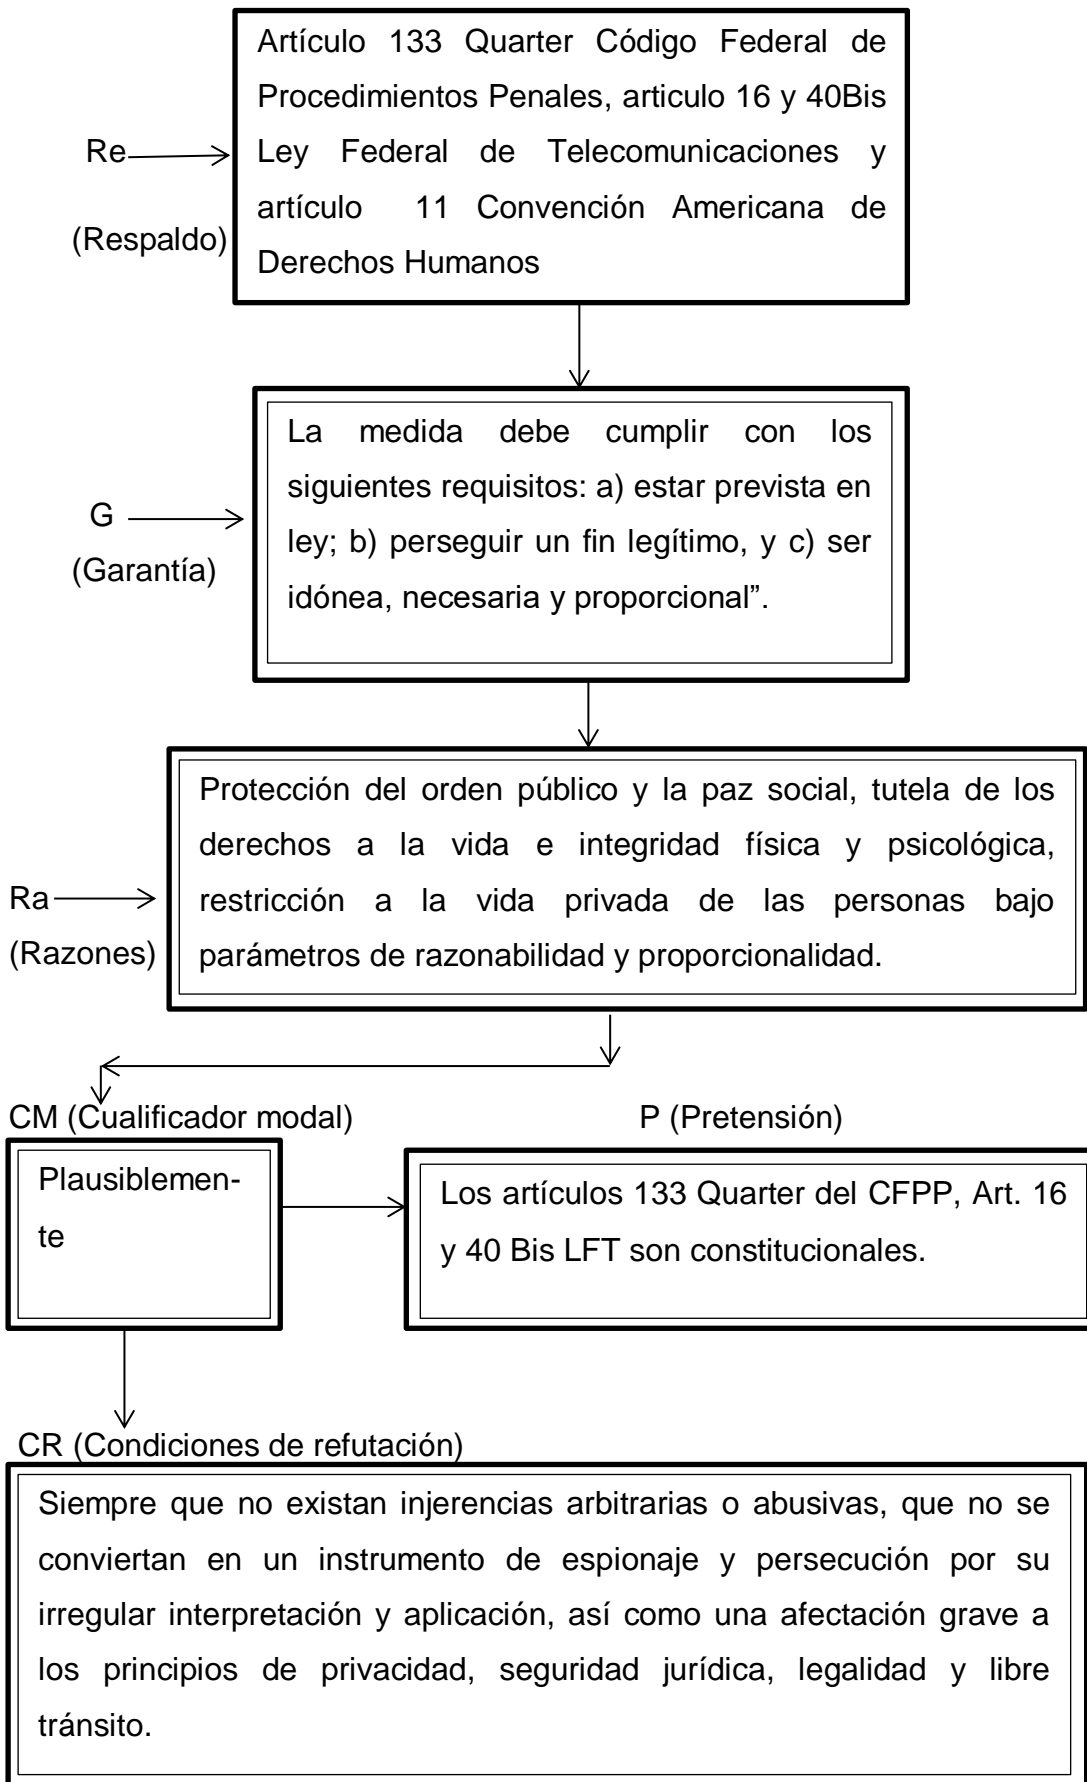 Artículo 133 Quarter Código Federal de
Procedimientos Penales, articulo 16 y 40Bis
Re
Ley Federal de Telecomunicaciones y
artículo 11 Convención Americana de
(Respaldo)
Derechos Humanos
La medida debe cumplir con los
siguientes requisitos: a) estar prevista en
G
ley; b) perseguir un fin legítimo, y c) ser
(Garantía)
idónea, necesaria y proporcional”.
Protección del orden público y la paz social, tutela de los
derechos a la vida e integridad física y psicológica,
Ra
restricción a la vida privada de las personas bajo
(Razones)
parámetros de razonabilidad y proporcionalidad.
CM (Cualificador modal)
P (Pretensión)
Plausiblemen-
te
Los artículos 133 Quarter del CFPP, Art. 16
y 40 Bis LFT son constitucionales.
CR (Condiciones de refutación)
Siempre que no existan injerencias arbitrarias o abusivas, que no se
conviertan en un instrumento de espionaje y persecución por su
irregular interpretación y aplicación, así como una afectación grave a
los principios de privacidad, seguridad jurídica, legalidad y libre
tránsito.